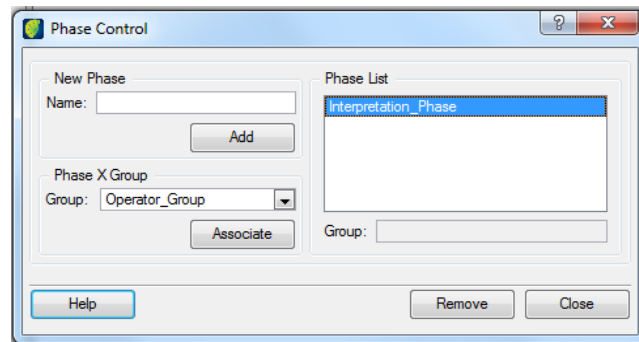 Phase Control
New Phase
Name:
Add
Phase X Group
Group: Operator_Group
Associate
Phase List
Interpretation_Phase
Group:
Help
Remove
Close